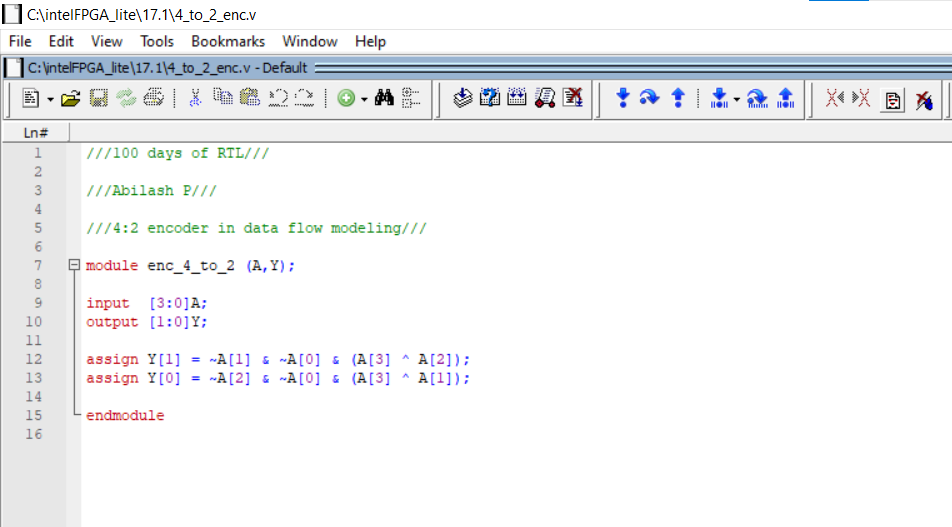 C:\intelFPGA_lite\17.1\4_to_2_enc.v
File Edit View Tools Bookmarks Window Help
C:\intelFPGA_lite\17.1\4_to_2_enc.v - Default
Ln#
1 ///100 days of RTL///
2
3 ///Abilash P///
4
5 ///4:2 encoder in data flow modeling///
6
7 module enc_4_to_2 (A,Y);
8
9 input [3:0]A;
10 output [1:0]Y;
11
12 assign Y[1] = ~A[1] & ~A[0] & (A[3] ^ A[2]);
13 assign Y[0] = ~A[2] & ~A[0] & (A[3] ^ A[1]);
14
15 endmodule
16